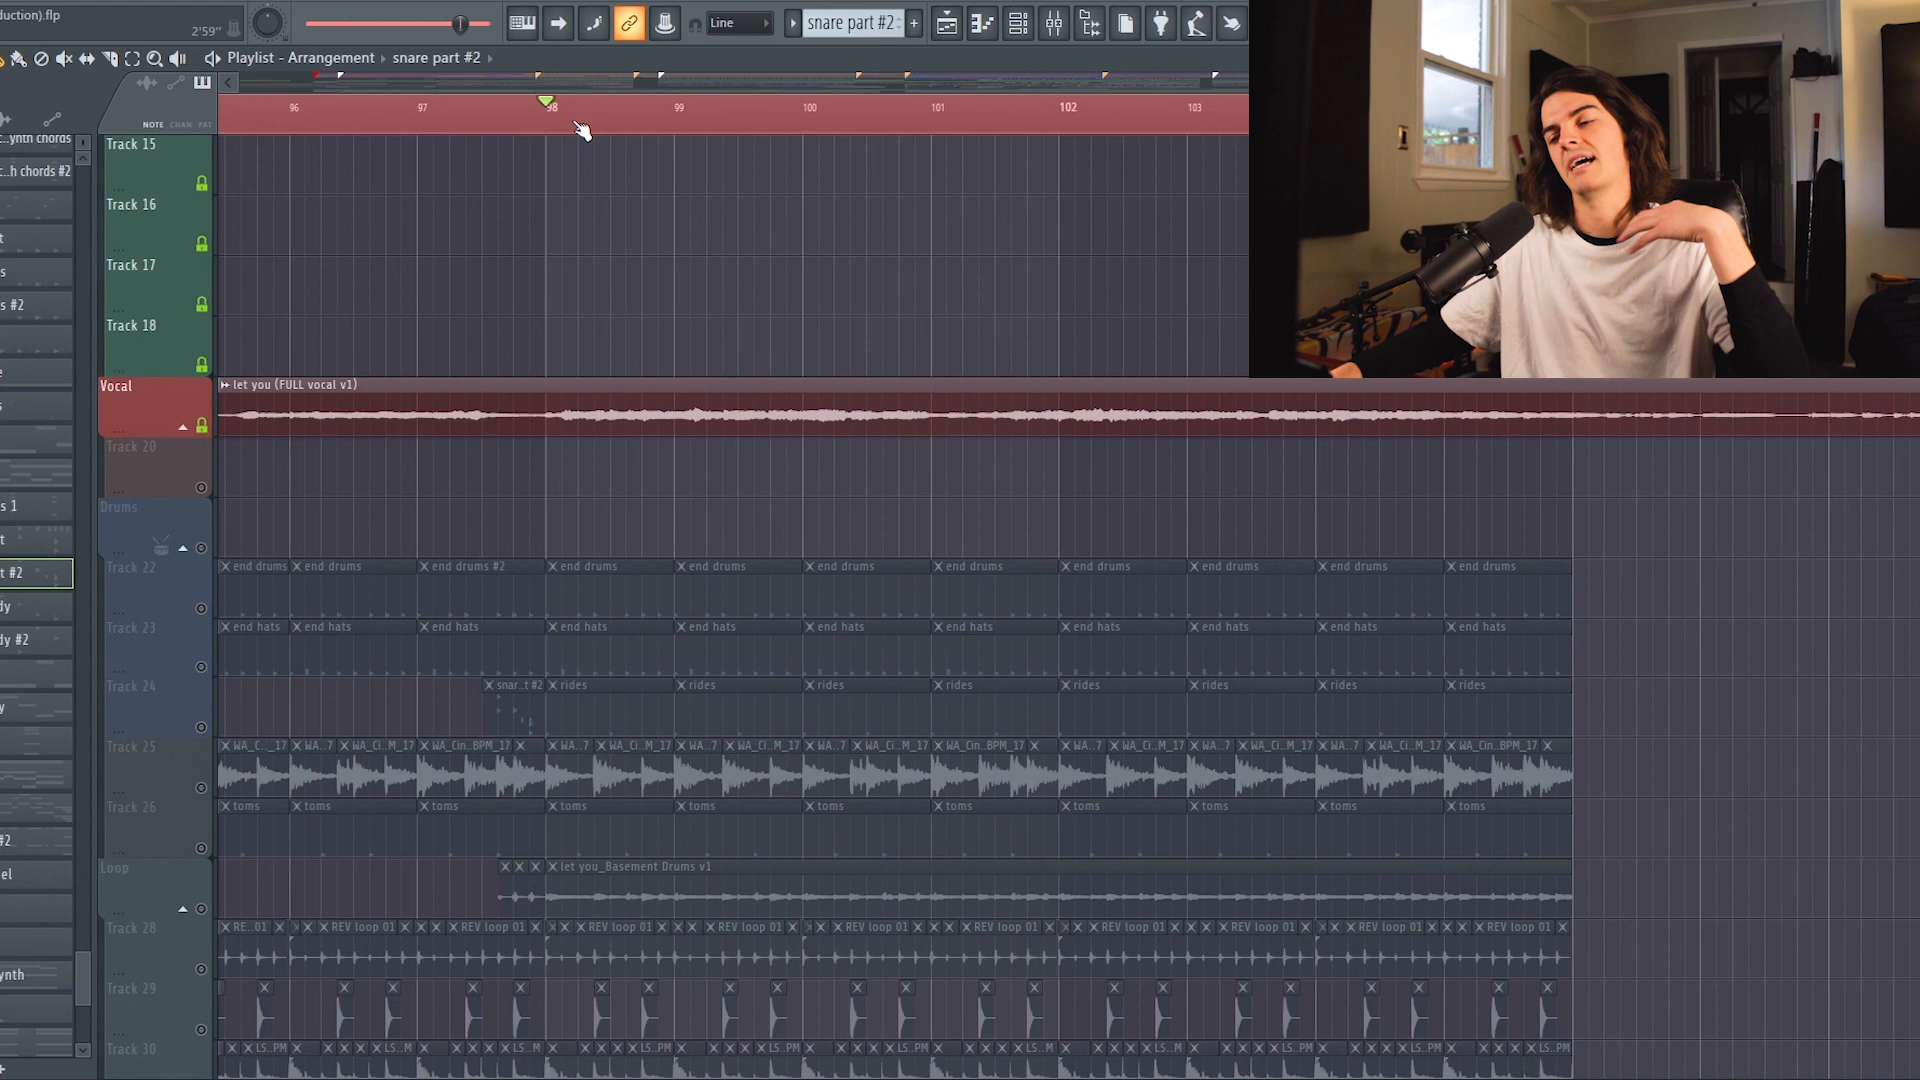 duction).flp
2'59"
Line
snare part #2
Playlist - Arrangement › snare part #2 ›
NOTE CHAN PAT
96 97 98 99 100 101 102 103
..ynth chords
c..h chords #2
s #2
s 1
t #2
dy
dy #2
#2
el
ynth
Track 15
Track 16
Track 17
Track 18
Vocal
let you (FULL vocal v1)
Track 20
Drums
Track 22
end drums end drums end drums #2 end drums end drums end drums end drums end drums end drums end drums end drums
Track 23
end hats end hats end hats end hats end hats end hats end hats end hats end hats end hats end hats
Track 24
snar..t #2 rides rides rides rides rides rides rides rides
Track 25
WA_C.._17 WA..7 WA_Ci..M_17 WA_Cin..BPM_17 WA..7 WA_Ci..M_17 WA..7 WA_Ci..M_17 WA..7 WA_Ci..M_17 WA_Cin..BPM_17 WA..7 WA_Ci..M_17 WA..7 WA_Ci..M_17 WA..7 WA_Ci..M_17 WA_Cin..BPM_17
Track 26
toms toms toms toms toms toms toms toms toms toms toms
Loop
let you_Basement Drums v1
Track 28
RE..01 REV loop 01 REV loop 01 REV loop 01 REV loop 01 REV loop 01 REV loop 01 REV loop 01 REV loop 01 REV loop 01 REV loop 01
Track 29
Track 30
LS..PM LS..M LS..M LS..PM LS..PM LS..PM LS..M LS..M LS..PM LS..PM LS..PM